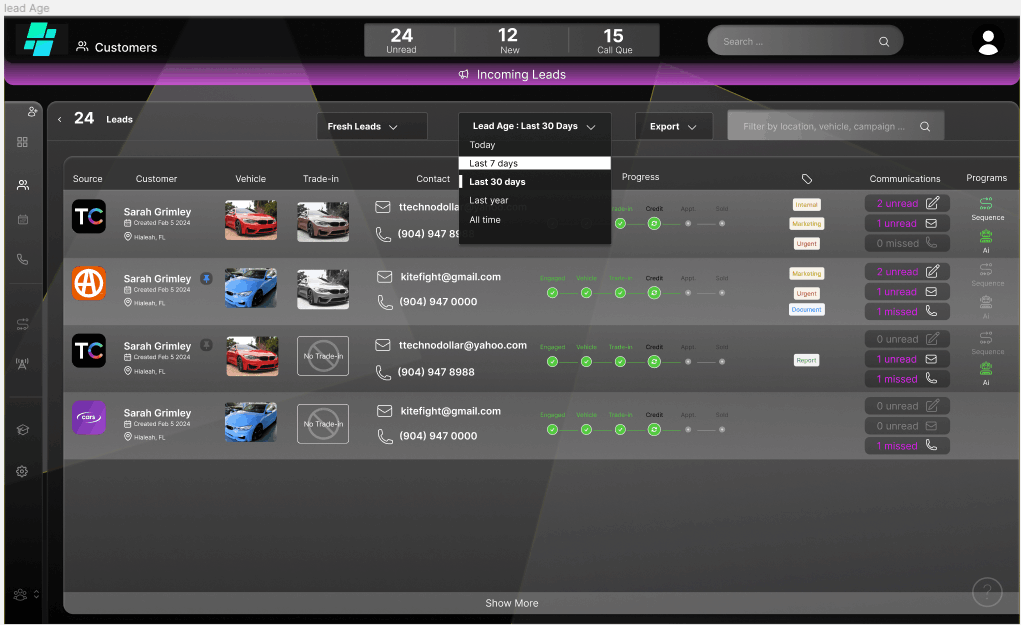 lead Age
Customers
24
Unread
12
New
15
Call Que
Search ...
Incoming Leads
24 Leads
Fresh Leads
Lead Age : Last 30 Days
Export
Filter by location, vehicle, campaign ...
Today
Last 7 days
Last 30 days
Last year
All time
Source
Customer
Vehicle
Trade-in
Contact
Progress
Communications
Programs
TC
Sarah Grimley
Created Feb 5 2024
Hialeah, FL
ttechnodolla
(904) 947 8988
Credit
Appt.
Sold
Internal
Marketing
Urgent
2 unread
1 unread
0 missed
Sequence
Ai
Sarah Grimley
Created Feb 5 2024
Hialeah, FL
kitefight@gmail.com
(904) 947 0000
Engaged
Vehicle
Trade-in
Credit
Appt.
Sold
Marketing
Urgent
Document
2 unread
1 unread
1 missed
Sequence
Ai
TC
Sarah Grimley
Created Feb 5 2024
Hialeah, FL
No Trade-in
ttechnodollar@yahoo.com
(904) 947 8988
Engaged
Vehicle
Trade-in
Credit
Appt.
Sold
Report
0 unread
1 unread
1 missed
Sequence
Ai
cars
Sarah Grimley
Created Feb 5 2024
Hialeah, FL
No Trade-in
kitefight@gmail.com
(904) 947 0000
Engaged
Vehicle
Trade-in
Credit
Appt.
Sold
0 unread
0 unread
1 missed
Show More
?